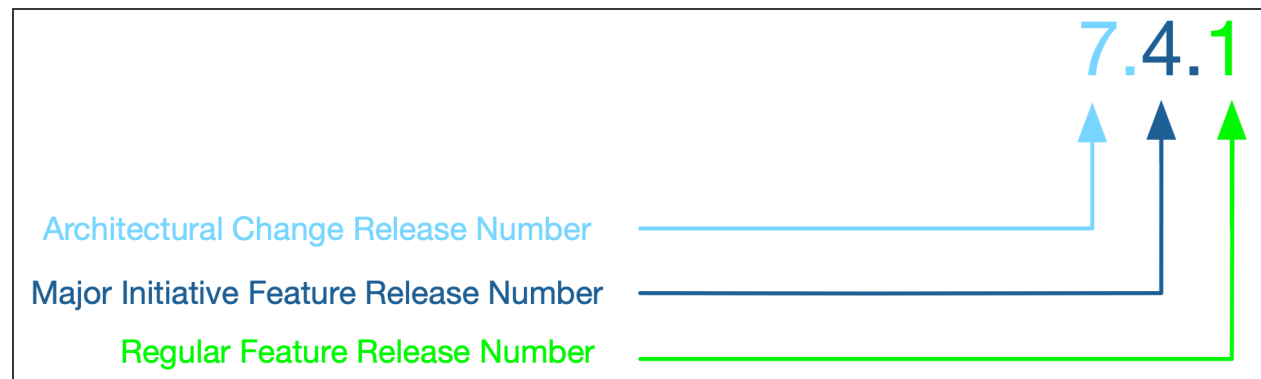 7.4.1
Architectural Change Release Number
Major Initiative Feature Release Number
Regular Feature Release Number